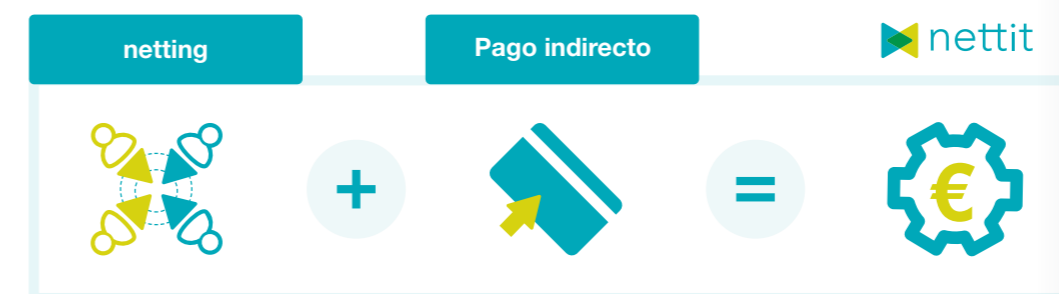 netting
Pago indirecto
nettit
+
=
€